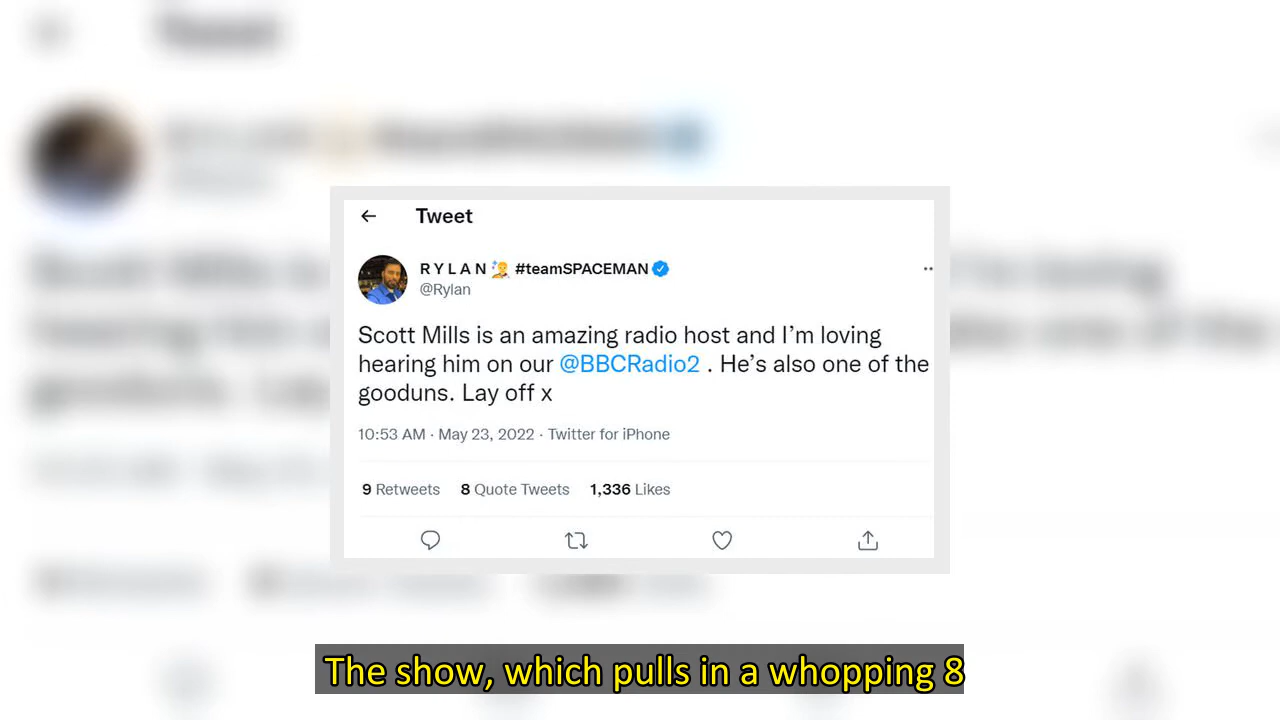 Tweet
R Y L A N #teamSPACEMAN
@Rylan
Scott Mills is an amazing radio host and I’m loving
hearing him on our @BBCRadio2 . He’s also one of the
gooduns. Lay off x
10:53 AM · May 23, 2022 · Twitter for iPhone
9 Retweets 8 Quote Tweets 1,336 Likes
The show, which pulls in a whopping 8